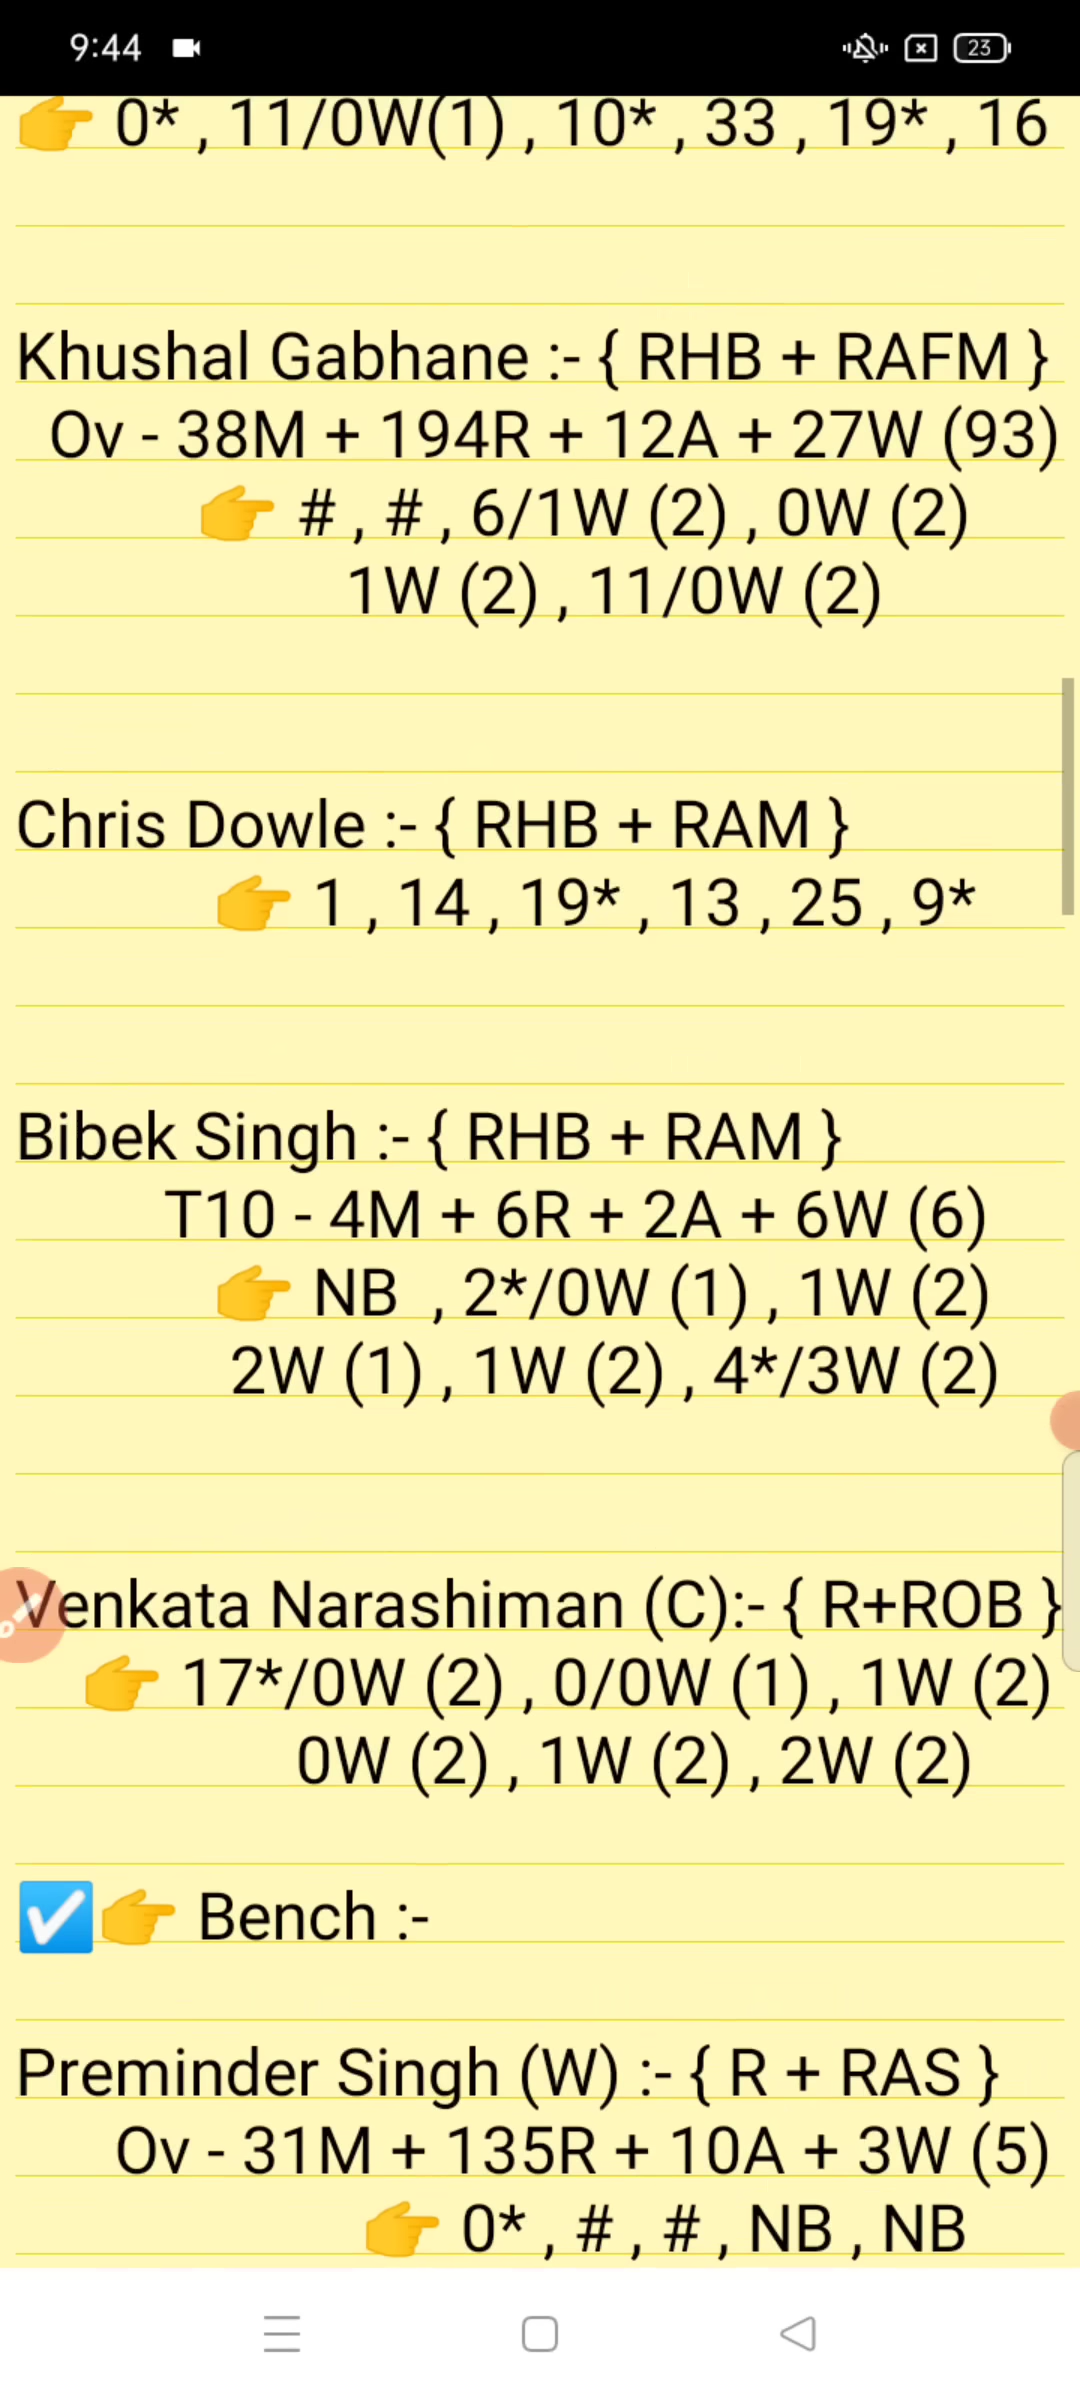 9:44 23
👉 0* , 11/0W(1) , 10* , 33 , 19* , 16
Khushal Gabhane :- { RHB + RAFM }
Ov - 38M + 194R + 12A + 27W (93)
👉 # , # , 6/1W (2) , 0W (2)
1W (2) , 11/0W (2)
Chris Dowle :- { RHB + RAM }
👉 1 , 14 , 19* , 13 , 25 , 9*
Bibek Singh :- { RHB + RAM }
T10 - 4M + 6R + 2A + 6W (6)
👉 NB , 2*/0W (1) , 1W (2)
2W (1) , 1W (2) , 4*/3W (2)
Venkata Narashiman (C):- { R+ROB }
👉 17*/0W (2) , 0/0W (1) , 1W (2)
0W (2) , 1W (2) , 2W (2)
☑👉 Bench :-
Preminder Singh (W) :- { R + RAS }
Ov - 31M + 135R + 10A + 3W (5)
👉 0* , # , # , NB , NB